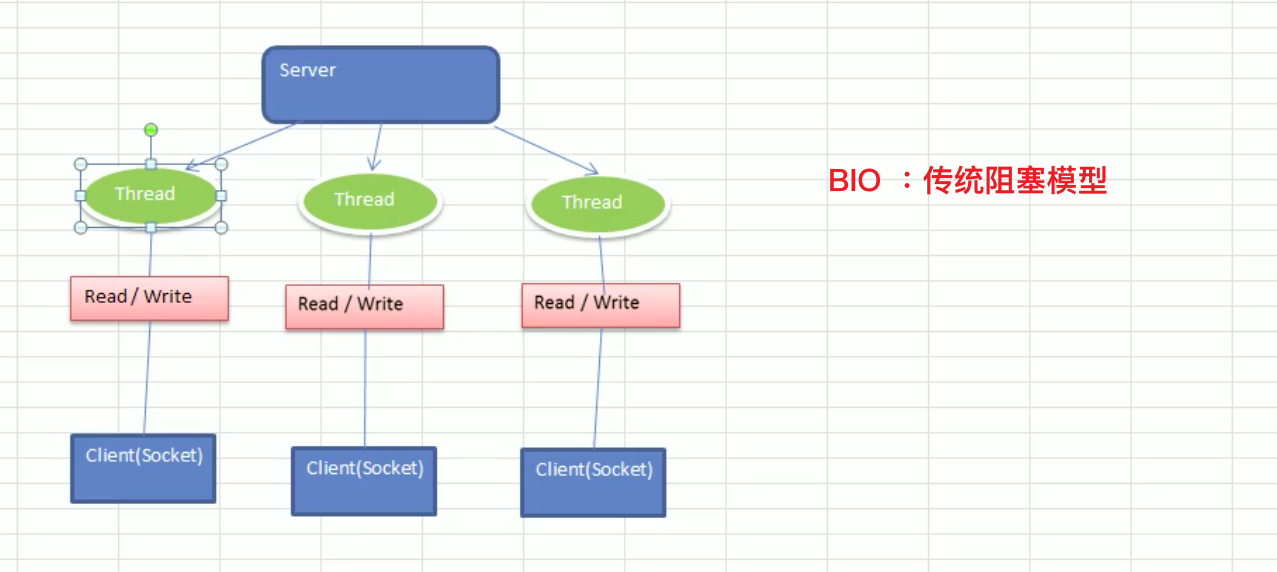 Server
Thread
Thread
Thread
BIO ：传统阻塞模型
Read / Write
Read / Write
Read / Write
Client(Socket)
Client(Socket)
Client(Socket)